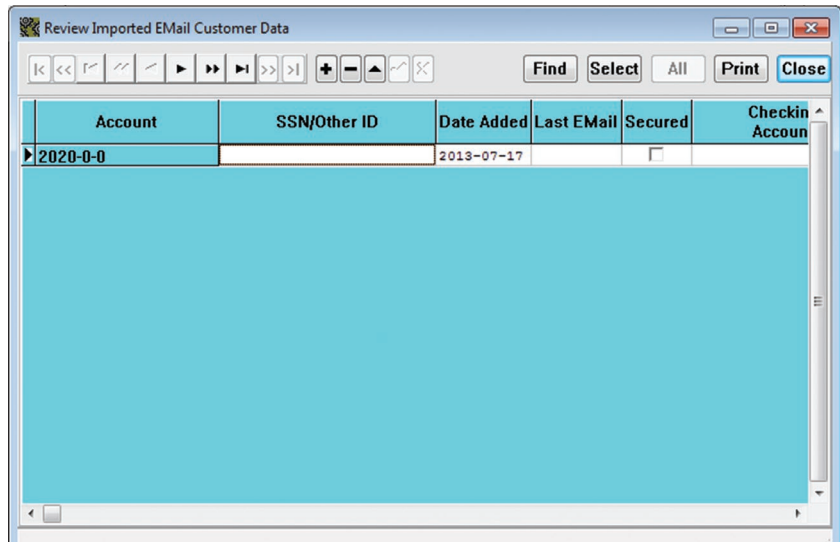 Review Imported EMail Customer Data
Find Select All Print Close
Account SSN/Other ID Date Added Last EMail Secured Checkin
Accoun
2020-0-0 2013-07-17